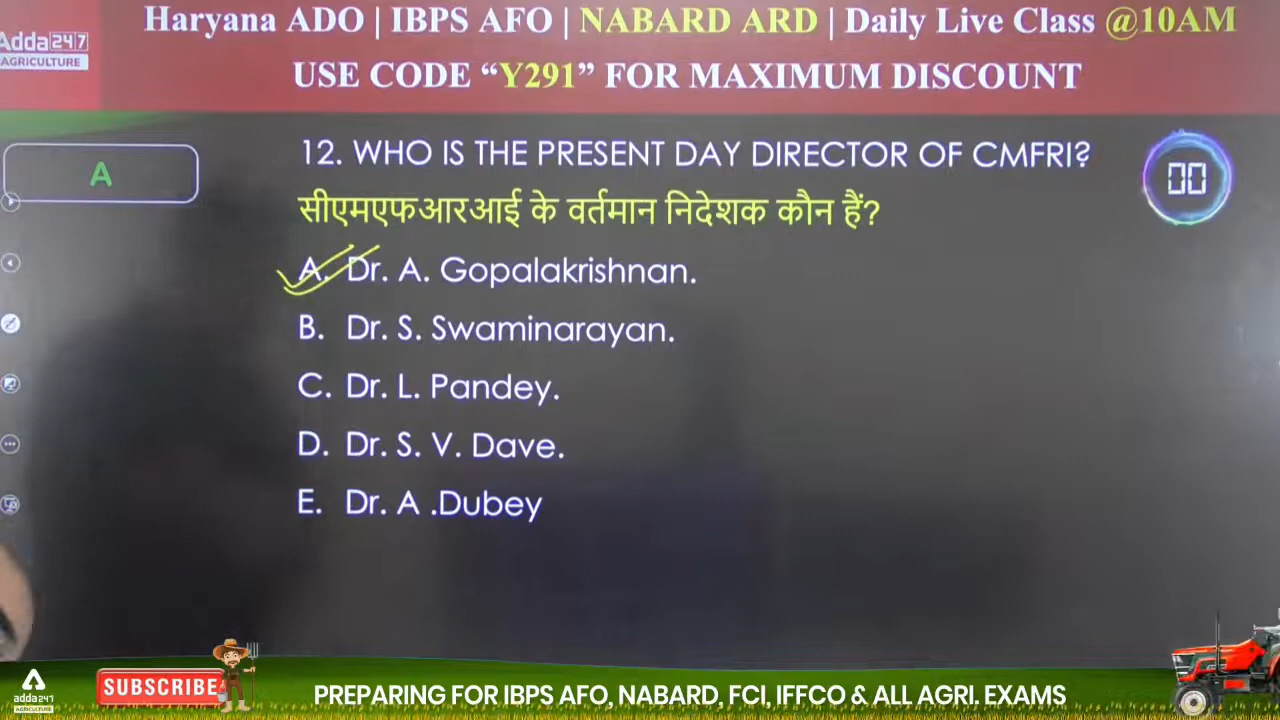 Haryana ADO | IBPS AFO | NABARD ARD | Daily Live Class @10AM
USE CODE “Y291” FOR MAXIMUM DISCOUNT
Adda247
AGRICULTURE
A
12. WHO IS THE PRESENT DAY DIRECTOR OF CMFRI?
00
सीएमएफआरआई के वर्तमान निदेशक कौन हैं?
A. Dr. A. Gopalakrishnan.
B. Dr. S. Swaminarayan.
C. Dr. L. Pandey.
D. Dr. S. V. Dave.
E. Dr. A .Dubey
adda247
AGRICULTURE
SUBSCRIBE
PREPARING FOR IBPS AFO, NABARD, FCI, IFFCO & ALL AGRI. EXAMS